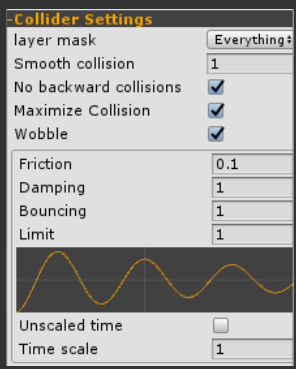 -Collider Settings
layer mask Everything
Smooth collision 1
No backward collisions
Maximize Collision
Wobble
Friction 0.1
Damping 1
Bouncing 1
Limit 1
Unscaled time
Time scale 1